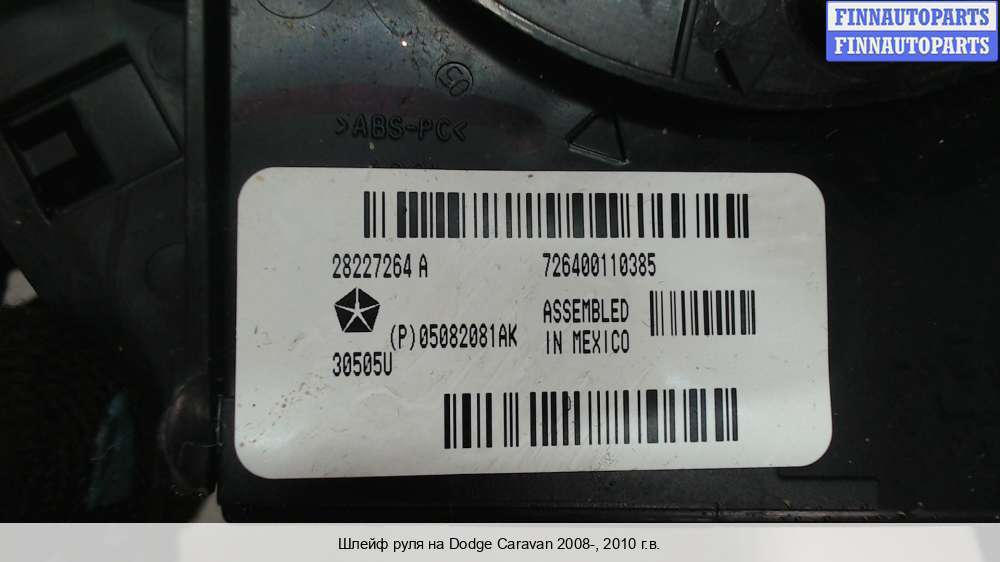 FINNAUTOPARTS
FINNAUTOPARTS
>ABS-PC<
28227264 A
726400110385
ASSEMBLED
IN MEXICO
(P)05082081AK
30505U
Шлейф руля на Dodge Caravan 2008-, 2010 г.в.